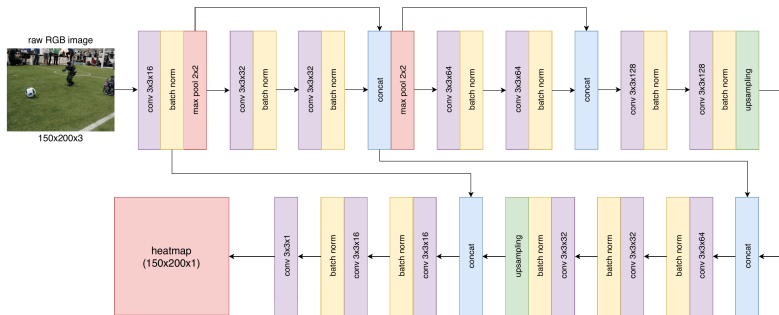 raw RGB image
150x200x3
conv 3x3x16
batch norm
max pool 2x2
conv 3x3x32
batch norm
conv 3x3x32
batch norm
concat
max pool 2x2
conv 3x3x64
batch norm
conv 3x3x64
batch norm
concat
conv 3x3x128
batch norm
conv 3x3x128
batch norm
upsampling
heatmap
(150x200x1)
conv 3x3x1
batch norm
conv 3x3x16
batch norm
conv 3x3x16
concat
upsampling
batch norm
conv 3x3x32
batch norm
conv 3x3x32
batch norm
conv 3x3x64
concat